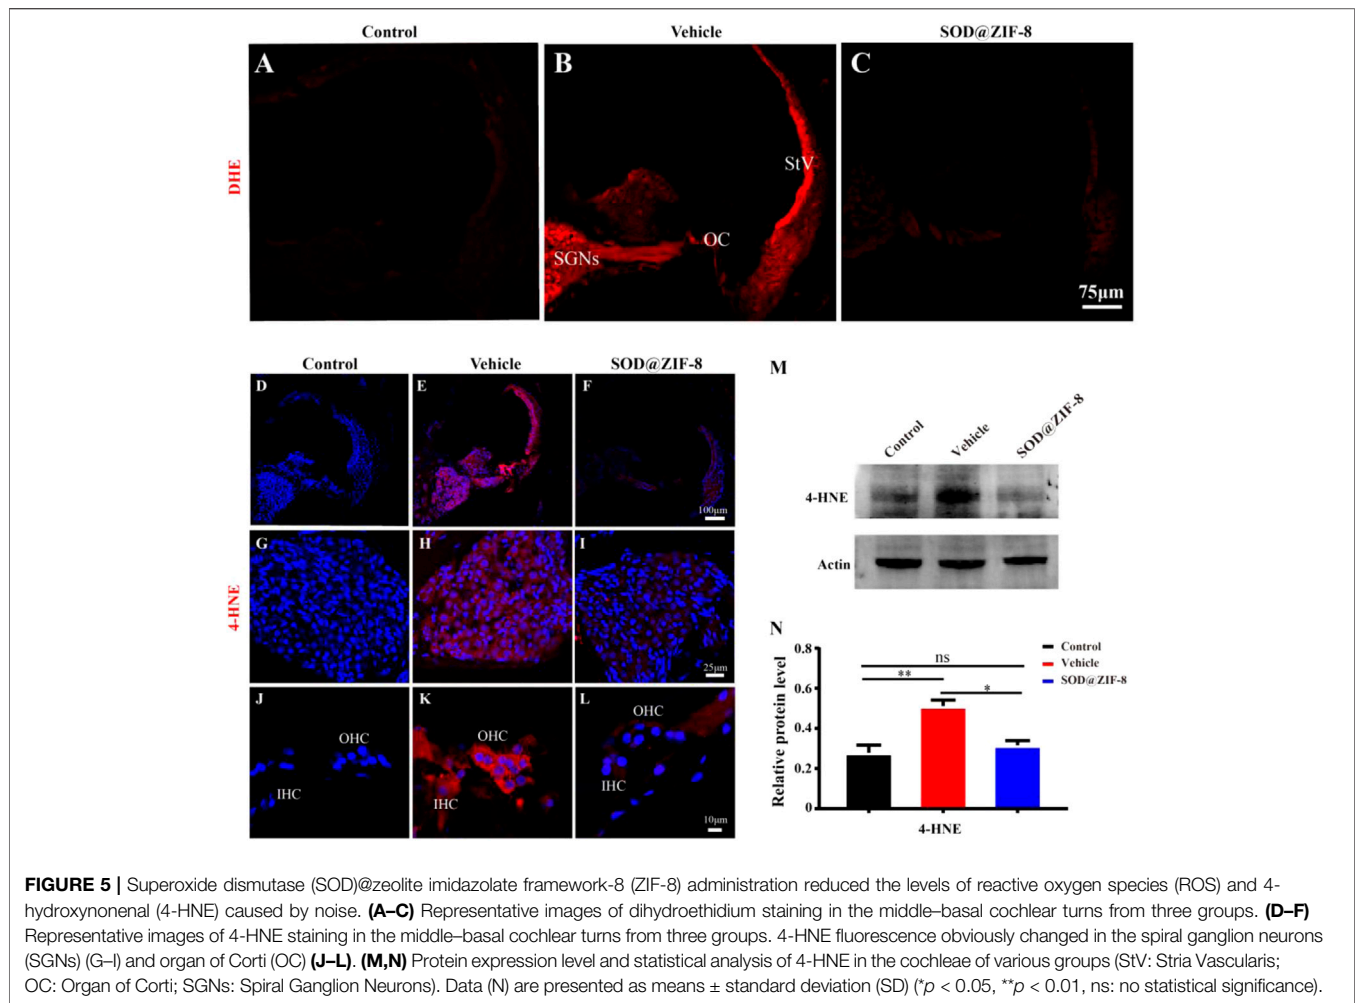 Control Vehicle SOD@ZIF-8
A B C
DHE
StV
OC
SGNs
75μm
Control Vehicle SOD@ZIF-8
D E F
100μm
4-HNE
G H I
25μm
J K L
OHC OHC OHC
IHC IHC IHC
10μm
M
Control Vehicle SOD@ZIF-8
4-HNE
Actin
N
Relative protein level
0.8
0.6
0.4
0.2
0
ns
**
*
Control
Vehicle
SOD@ZIF-8
4-HNE
FIGURE 5 | Superoxide dismutase (SOD)@zeolite imidazolate framework-8 (ZIF-8) administration reduced the levels of reactive oxygen species (ROS) and 4-
hydroxynonenal (4-HNE) caused by noise. (A–C) Representative images of dihydroethidium staining in the middle–basal cochlear turns from three groups. (D–F)
Representative images of 4-HNE staining in the middle–basal cochlear turns from three groups. 4-HNE fluorescence obviously changed in the spiral ganglion neurons
(SGNs) (G–I) and organ of Corti (OC) (J–L). (M,N) Protein expression level and statistical analysis of 4-HNE in the cochleae of various groups (StV: Stria Vascularis;
OC: Organ of Corti; SGNs: Spiral Ganglion Neurons). Data (N) are presented as means ± standard deviation (SD) (*p < 0.05, **p < 0.01, ns: no statistical significance).